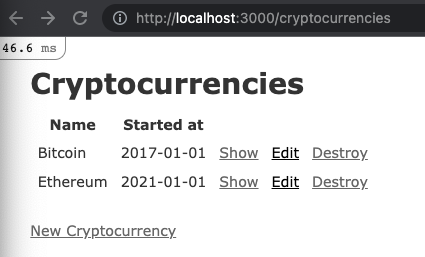 http://localhost:3000/cryptocurrencies
46.6 ms
Cryptocurrencies
Name Started at
Bitcoin 2017-01-01 Show Edit Destroy
Ethereum 2021-01-01 Show Edit Destroy
New Cryptocurrency